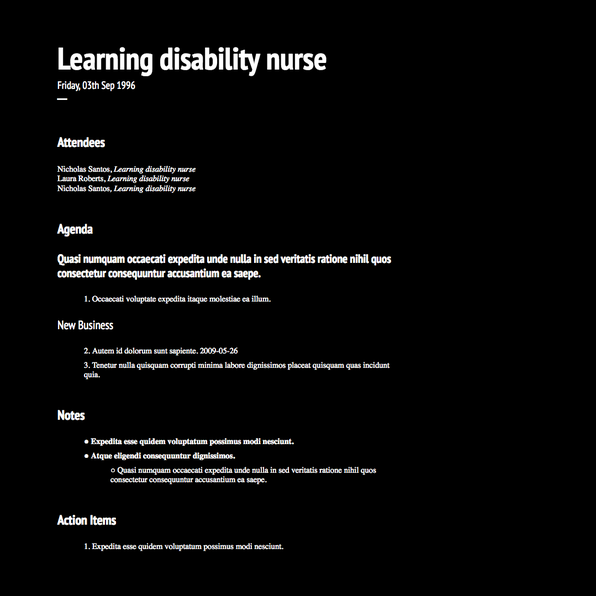 Learning disability nurse
Friday, 03th Sep 1996
Attendees
Nicholas Santos, Learning disability nurse
Laura Roberts, Learning disability nurse
Nicholas Santos, Learning disability nurse
Agenda
Quasi numquam occaecati expedita unde nulla in sed veritatis ratione nihil quos
consectetur consequuntur accusantium ea saepe.
1. Occaecati voluptate expedita itaque molestiae ea illum.
New Business
2. Autem id dolorum sunt sapiente. 2009-05-26
3. Tenetur nulla quisquam corrupti minima labore dignissimos placeat quisquam quas incidunt
quia.
Notes
● Expedita esse quidem voluptatum possimus modi nesciunt.
● Atque eligendi consequuntur dignissimos.
○ Quasi numquam occaecati expedita unde nulla in sed veritatis ratione nihil quos
consectetur consequuntur accusantium ea saepe.
Action Items
1. Expedita esse quidem voluptatum possimus modi nesciunt.